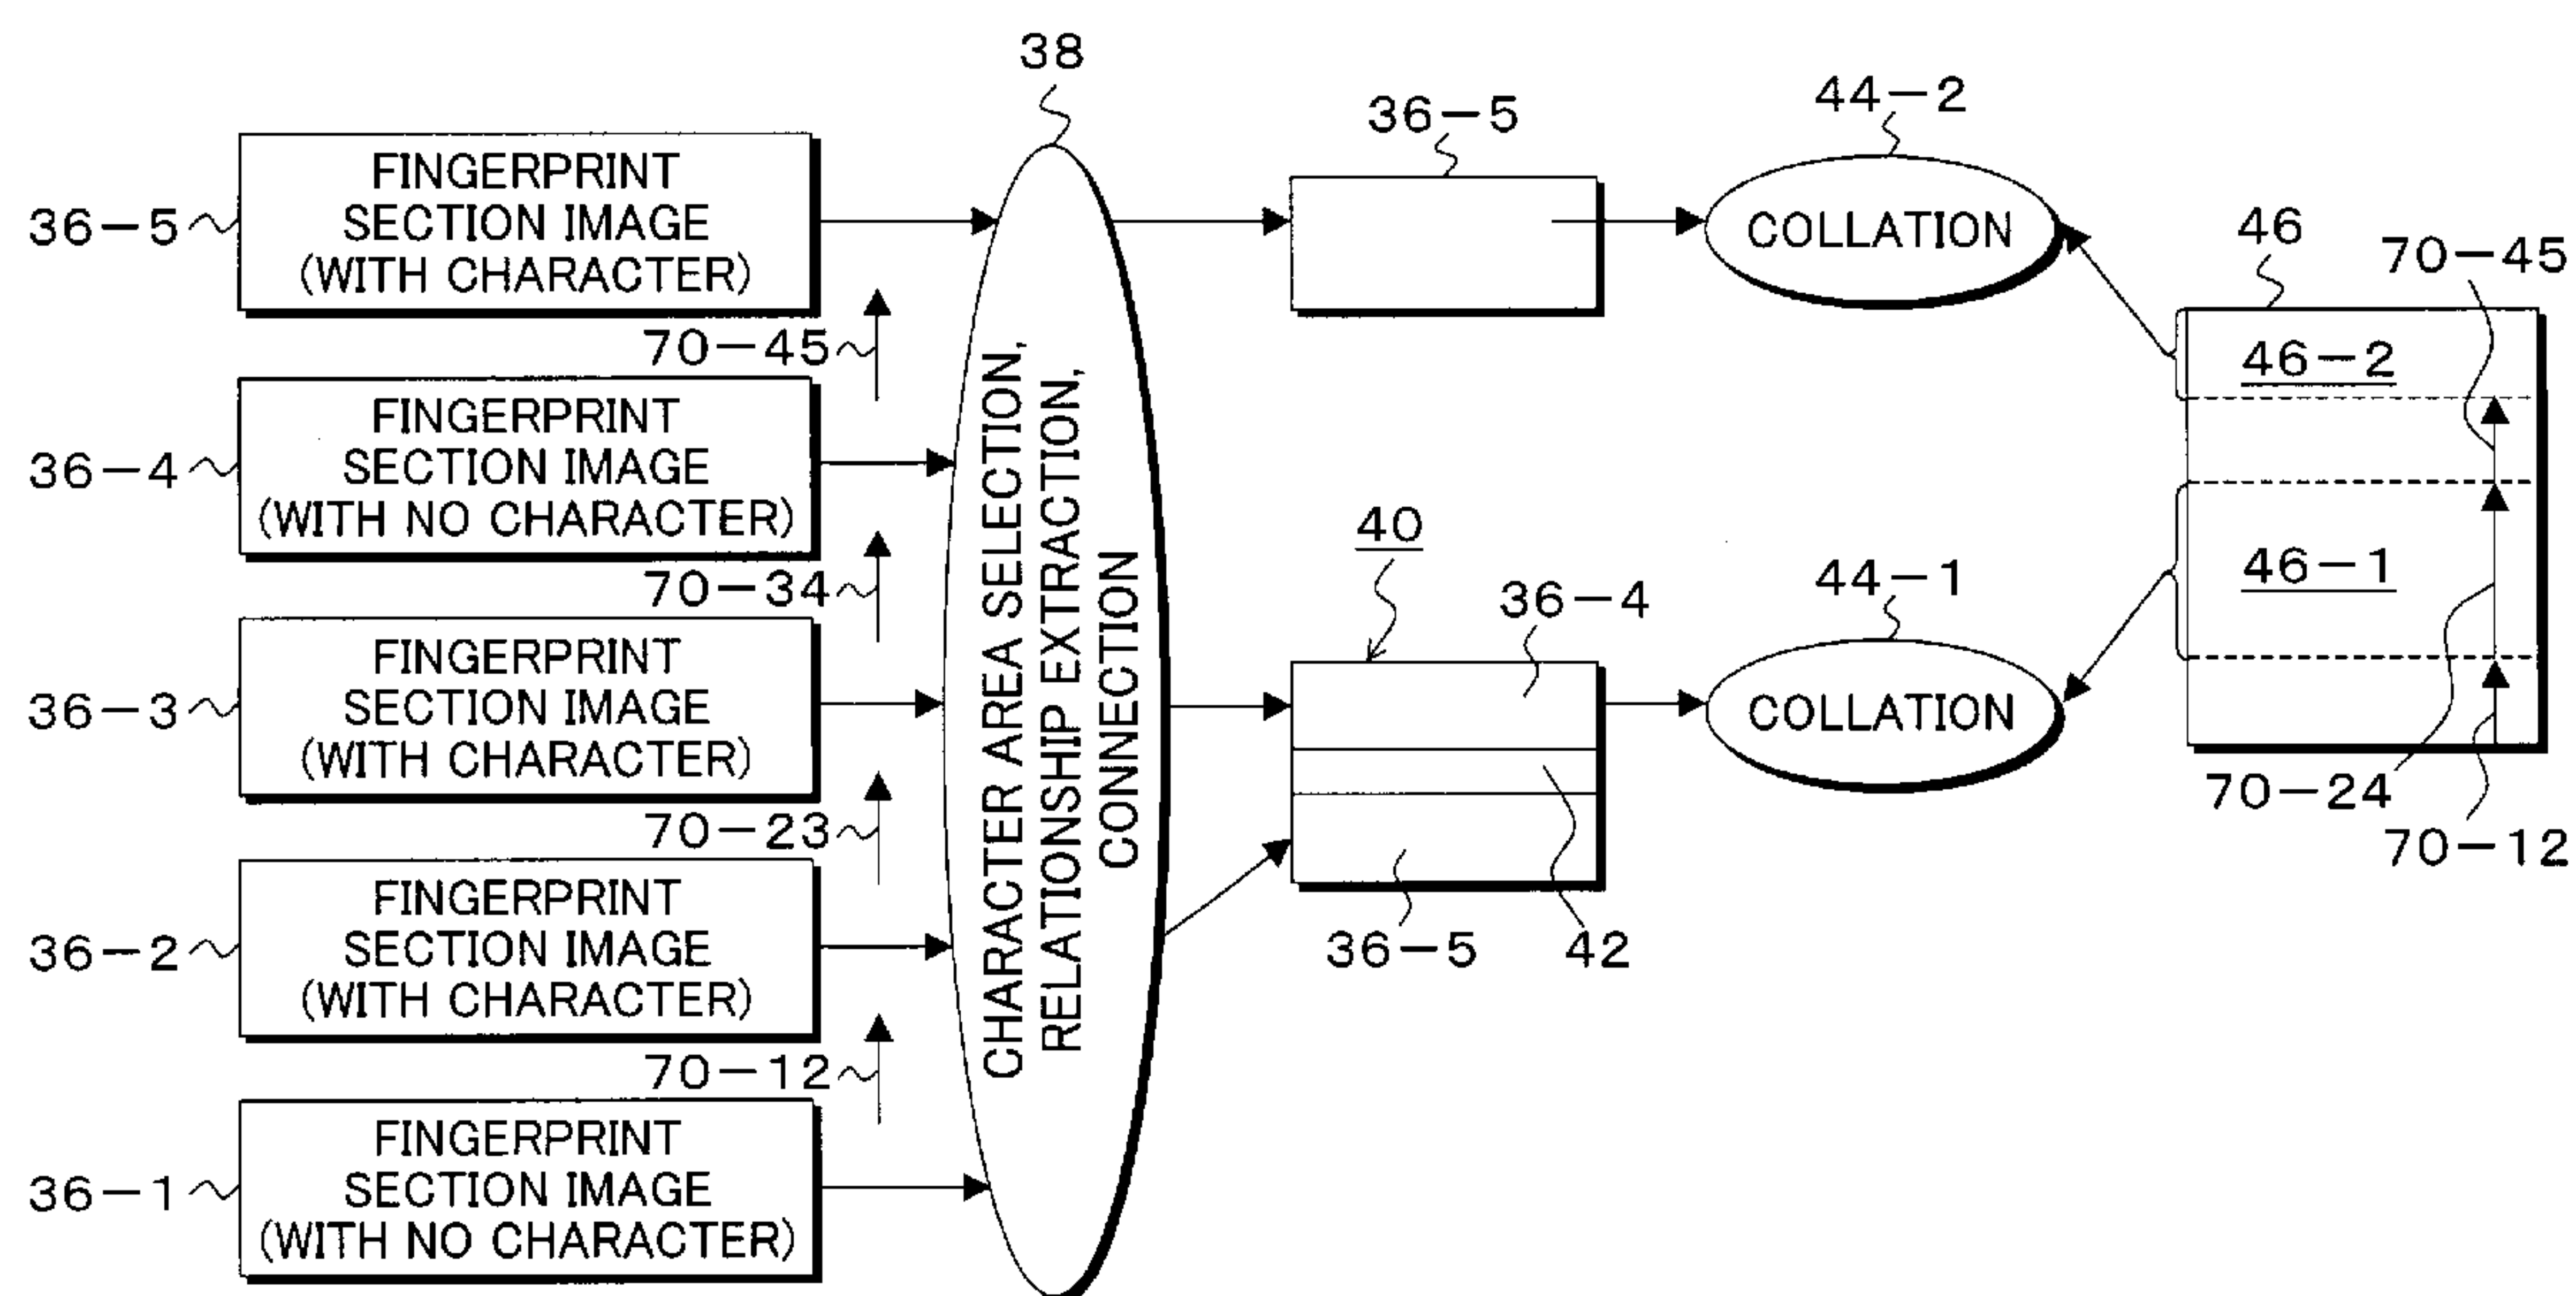 38
36-5
FINGERPRINT
SECTION IMAGE
(WITH CHARACTER)
70-45
36-4
FINGERPRINT
SECTION IMAGE
(WITH NO CHARACTER)
70-34
36-3
FINGERPRINT
SECTION IMAGE
(WITH CHARACTER)
70-23
36-2
FINGERPRINT
SECTION IMAGE
(WITH CHARACTER)
70-12
36-1
FINGERPRINT
SECTION IMAGE
(WITH NO CHARACTER)
CHARACTER AREA SELECTION,
RELATIONSHIP EXTRACTION,
CONNECTION
36-5
44-2
COLLATION
40
36-4
36-5
42
44-1
COLLATION
46
70-45
46-2
46-1
70-24
70-12